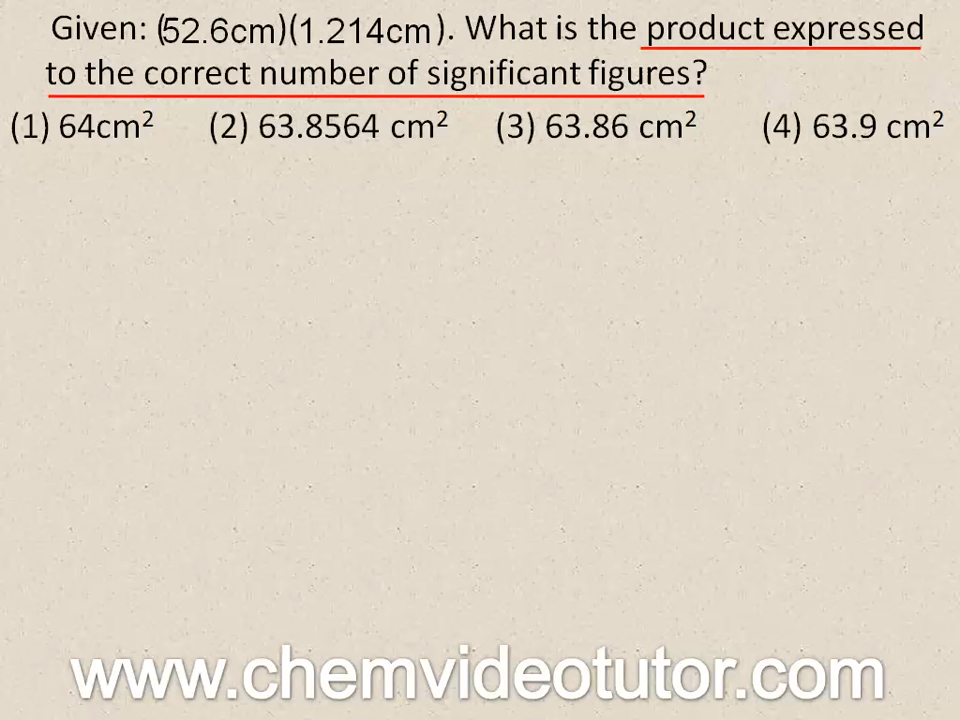 Given: (52.6cm)(1.214cm). What is the product expressed
to the correct number of significant figures?
(1) 64cm² (2) 63.8564 cm² (3) 63.86 cm² (4) 63.9 cm²
www.chemvideotutor.com